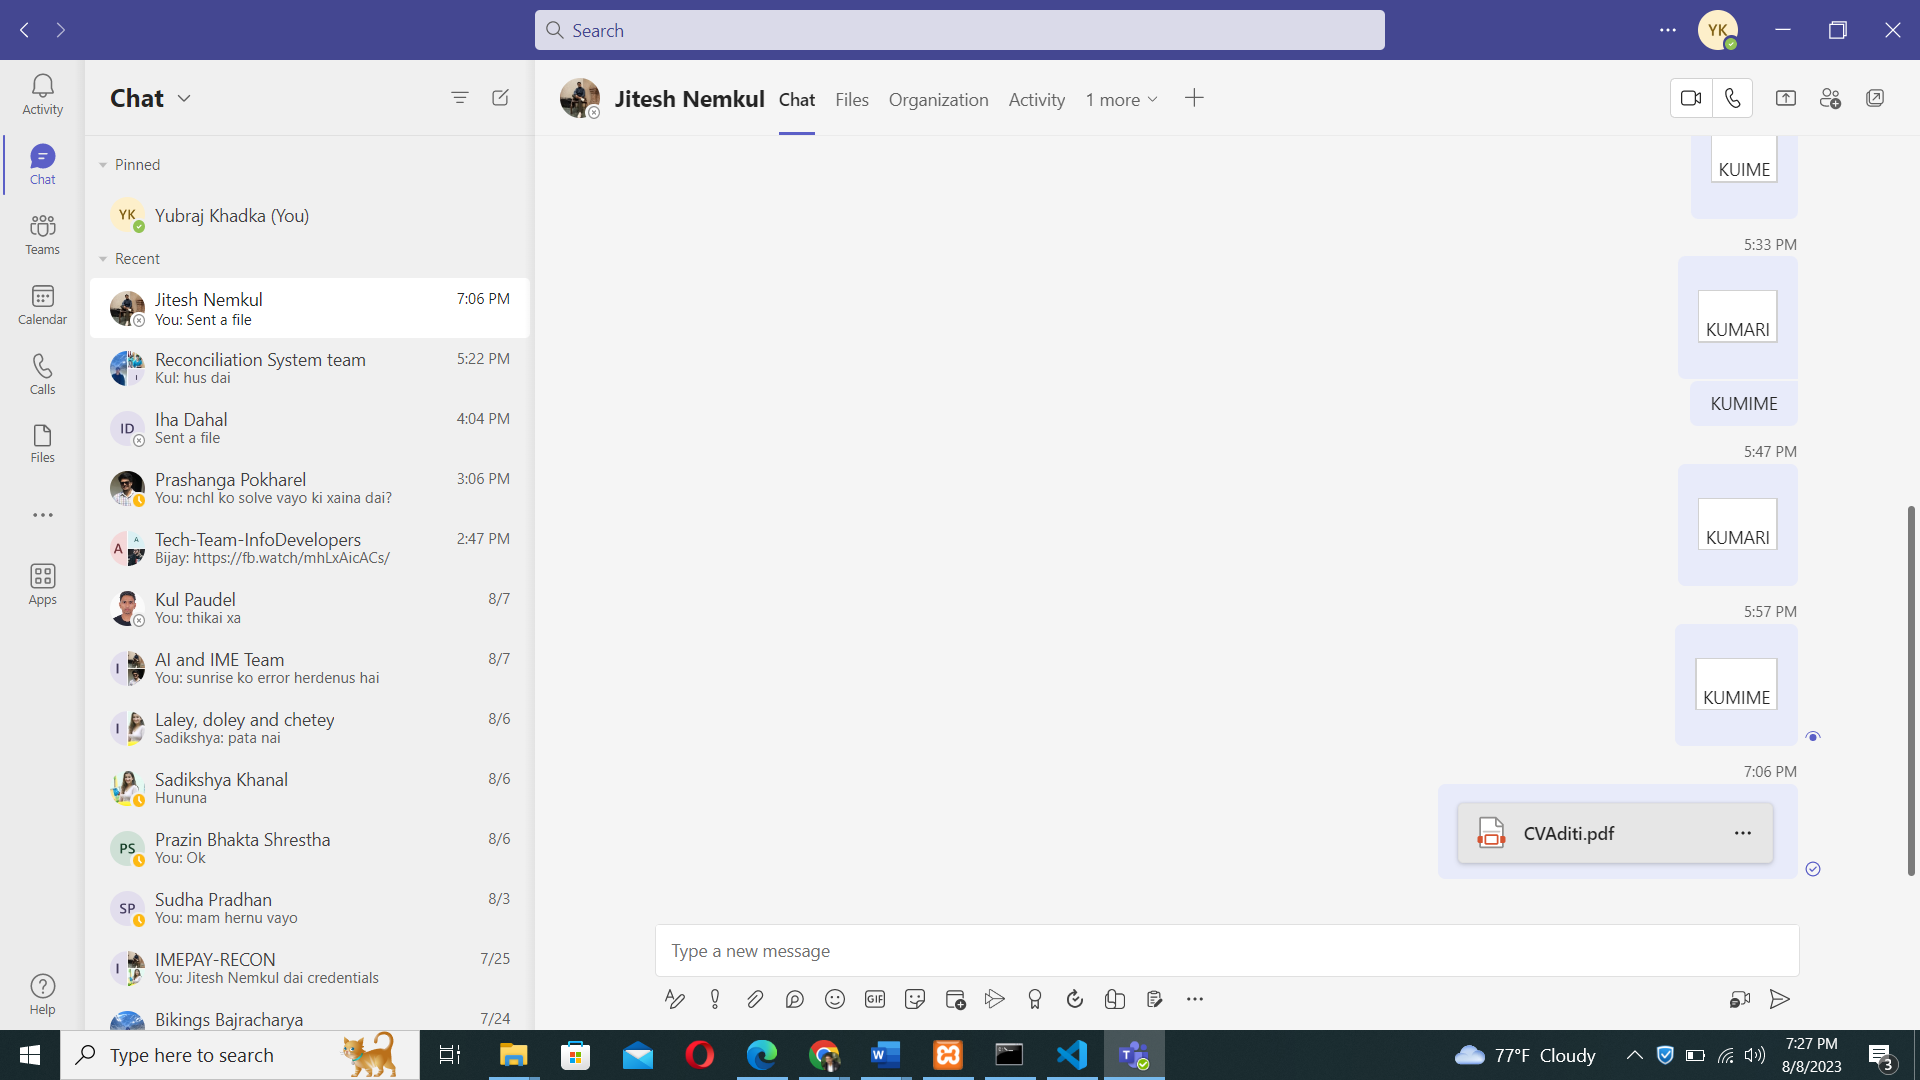 Search
YK
Activity
Chat
Teams
Calendar
Calls
Files
Apps
Help
Chat
Pinned
YK
Yubraj Khadka (You)
Recent
Jitesh Nemkul
7:06 PM
You: Sent a file
Reconciliation System team
5:22 PM
I
Kul: hus dai
ID
Iha Dahal
4:04 PM
Sent a file
Prashanga Pokharel
3:06 PM
You: nchl ko solve vayo ki xaina dai?
A
A
Tech-Team-InfoDevelopers
2:47 PM
Bijay: https://fb.watch/mhLxAicACs/
Kul Paudel
8/7
You: thikai xa
I
AI and IME Team
8/7
You: sunrise ko error herdenus hai
I
Laley, doley and chetey
8/6
Sadikshya: pata nai
Sadikshya Khanal
8/6
Hununa
PS
Prazin Bhakta Shrestha
8/6
You: Ok
SP
Sudha Pradhan
8/3
You: mam hernu vayo
I
IMEPAY-RECON
7/25
You: Jitesh Nemkul dai credentials
Bikings Bajracharya
7/24
Jitesh Nemkul
Chat
Files
Organization
Activity
1 more
KUIME
5:33 PM
KUMARI
KUMIME
5:47 PM
KUMARI
5:57 PM
KUMIME
7:06 PM
CVAditi.pdf
Type a new message
GIF
Type here to search
77°F Cloudy
7:27 PM
8/8/2023
3